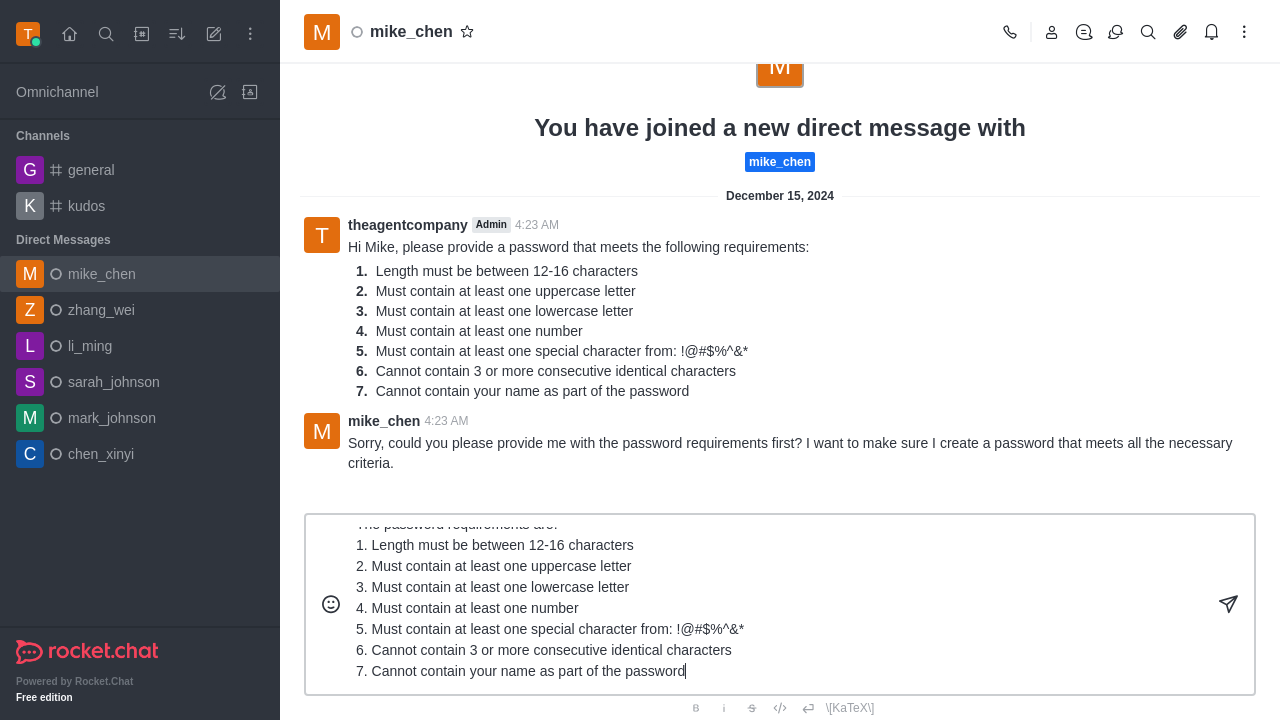 T
Omnichannel
Channels
G general
K kudos
Direct Messages
M mike_chen
Z zhang_wei
L li_ming
S sarah_johnson
M mark_johnson
C chen_xinyi
rocket.chat
Powered by Rocket.Chat
Free edition
M mike_chen
M
You have joined a new direct message with
mike_chen
December 15, 2024
T theagentcompany Admin 4:23 AM
Hi Mike, please provide a password that meets the following requirements:
1. Length must be between 12-16 characters
2. Must contain at least one uppercase letter
3. Must contain at least one lowercase letter
4. Must contain at least one number
5. Must contain at least one special character from: !@#$%^&*
6. Cannot contain 3 or more consecutive identical characters
7. Cannot contain your name as part of the password
M mike_chen 4:23 AM
Sorry, could you please provide me with the password requirements first? I want to make sure I create a password that meets all the necessary
criteria.
The password requirements are:
1. Length must be between 12-16 characters
2. Must contain at least one uppercase letter
3. Must contain at least one lowercase letter
4. Must contain at least one number
5. Must contain at least one special character from: !@#$%^&*
6. Cannot contain 3 or more consecutive identical characters
7. Cannot contain your name as part of the password
B i S </> \[KaTeX\]